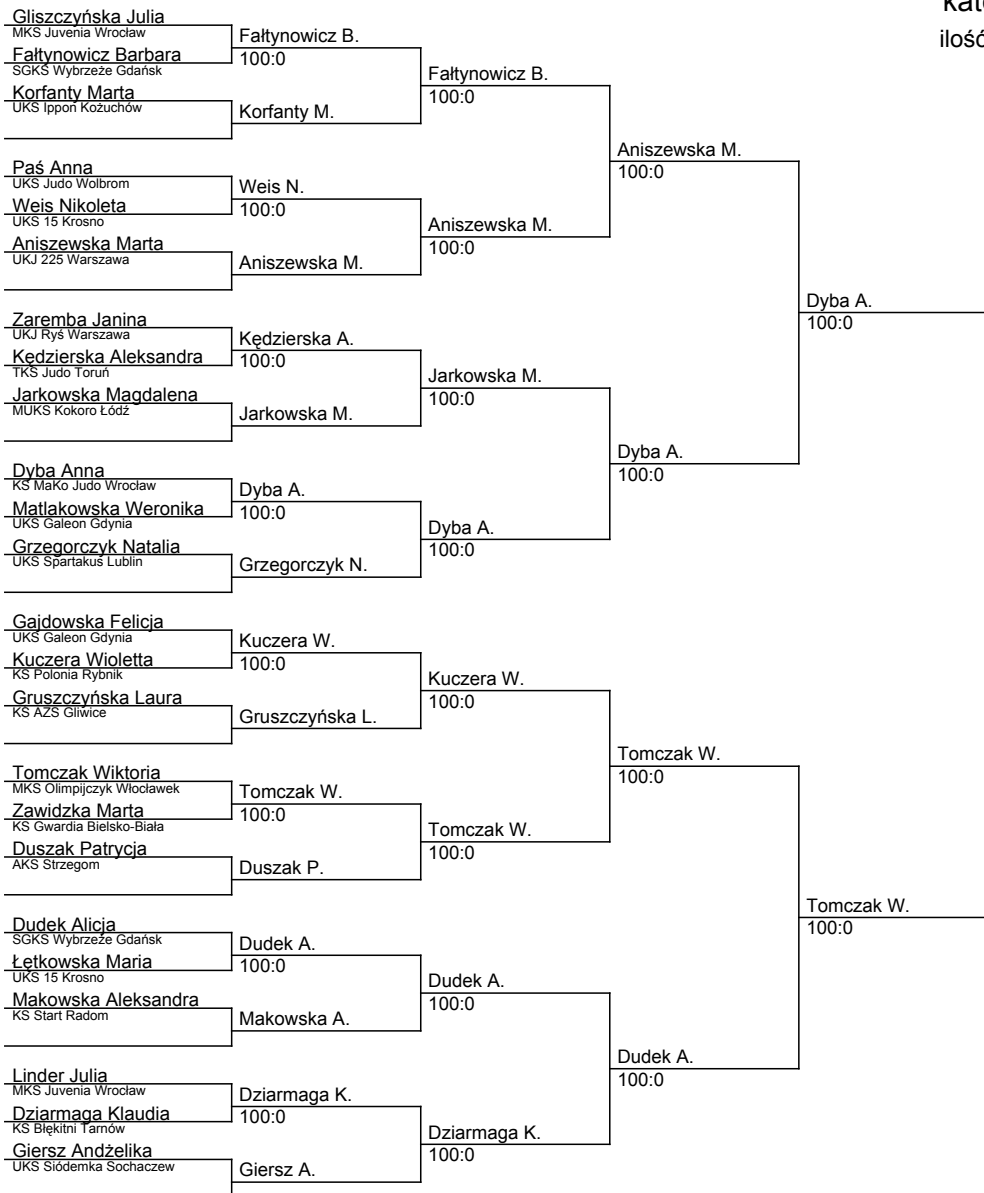 kat
ilość
Gliszczyńska Julia
MKS Juvenia Wrocław
Fałtynowicz B.
100:0
Fałtynowicz Barbara
SGKS Wybrzeże Gdańsk
Fałtynowicz B.
100:0
Korfanty Marta
UKS Ippon Kożuchów
Korfanty M.
Aniszewska M.
100:0
Paś Anna
UKS Judo Wolbrom
Weis N.
100:0
Weis Nikoleta
UKS 15 Krosno
Aniszewska M.
100:0
Aniszewska Marta
UKJ 225 Warszawa
Aniszewska M.
Dyba A.
100:0
Zaremba Janina
UKJ Ryś Warszawa
Kędzierska A.
100:0
Kędzierska Aleksandra
TKS Judo Toruń
Jarkowska M.
100:0
Jarkowska Magdalena
MUKS Kokoro Łódź
Jarkowska M.
Dyba A.
100:0
Dyba Anna
KS MaKo Judo Wrocław
Dyba A.
100:0
Matlakowska Weronika
UKS Galeon Gdynia
Dyba A.
100:0
Grzegorczyk Natalia
UKS Spartakus Lublin
Grzegorczyk N.
Gajdowska Felicja
UKS Galeon Gdynia
Kuczera W.
100:0
Kuczera Wioletta
KS Polonia Rybnik
Kuczera W.
100:0
Gruszczyńska Laura
KS AZS Gliwice
Gruszczyńska L.
Tomczak W.
100:0
Tomczak Wiktoria
MKS Olimpijczyk Włocławek
Tomczak W.
100:0
Zawidzka Marta
KS Gwardia Bielsko-Biała
Tomczak W.
100:0
Duszak Patrycja
AKS Strzegom
Duszak P.
Tomczak W.
100:0
Dudek Alicja
SGKS Wybrzeże Gdańsk
Dudek A.
100:0
Łętkowska Maria
UKS 15 Krosno
Dudek A.
100:0
Makowska Aleksandra
KS Start Radom
Makowska A.
Dudek A.
100:0
Linder Julia
MKS Juvenia Wrocław
Dziarmaga K.
100:0
Dziarmaga Klaudia
KS Błękitni Tarnów
Dziarmaga K.
100:0
Giersz Andżelika
UKS Siódemka Sochaczew
Giersz A.